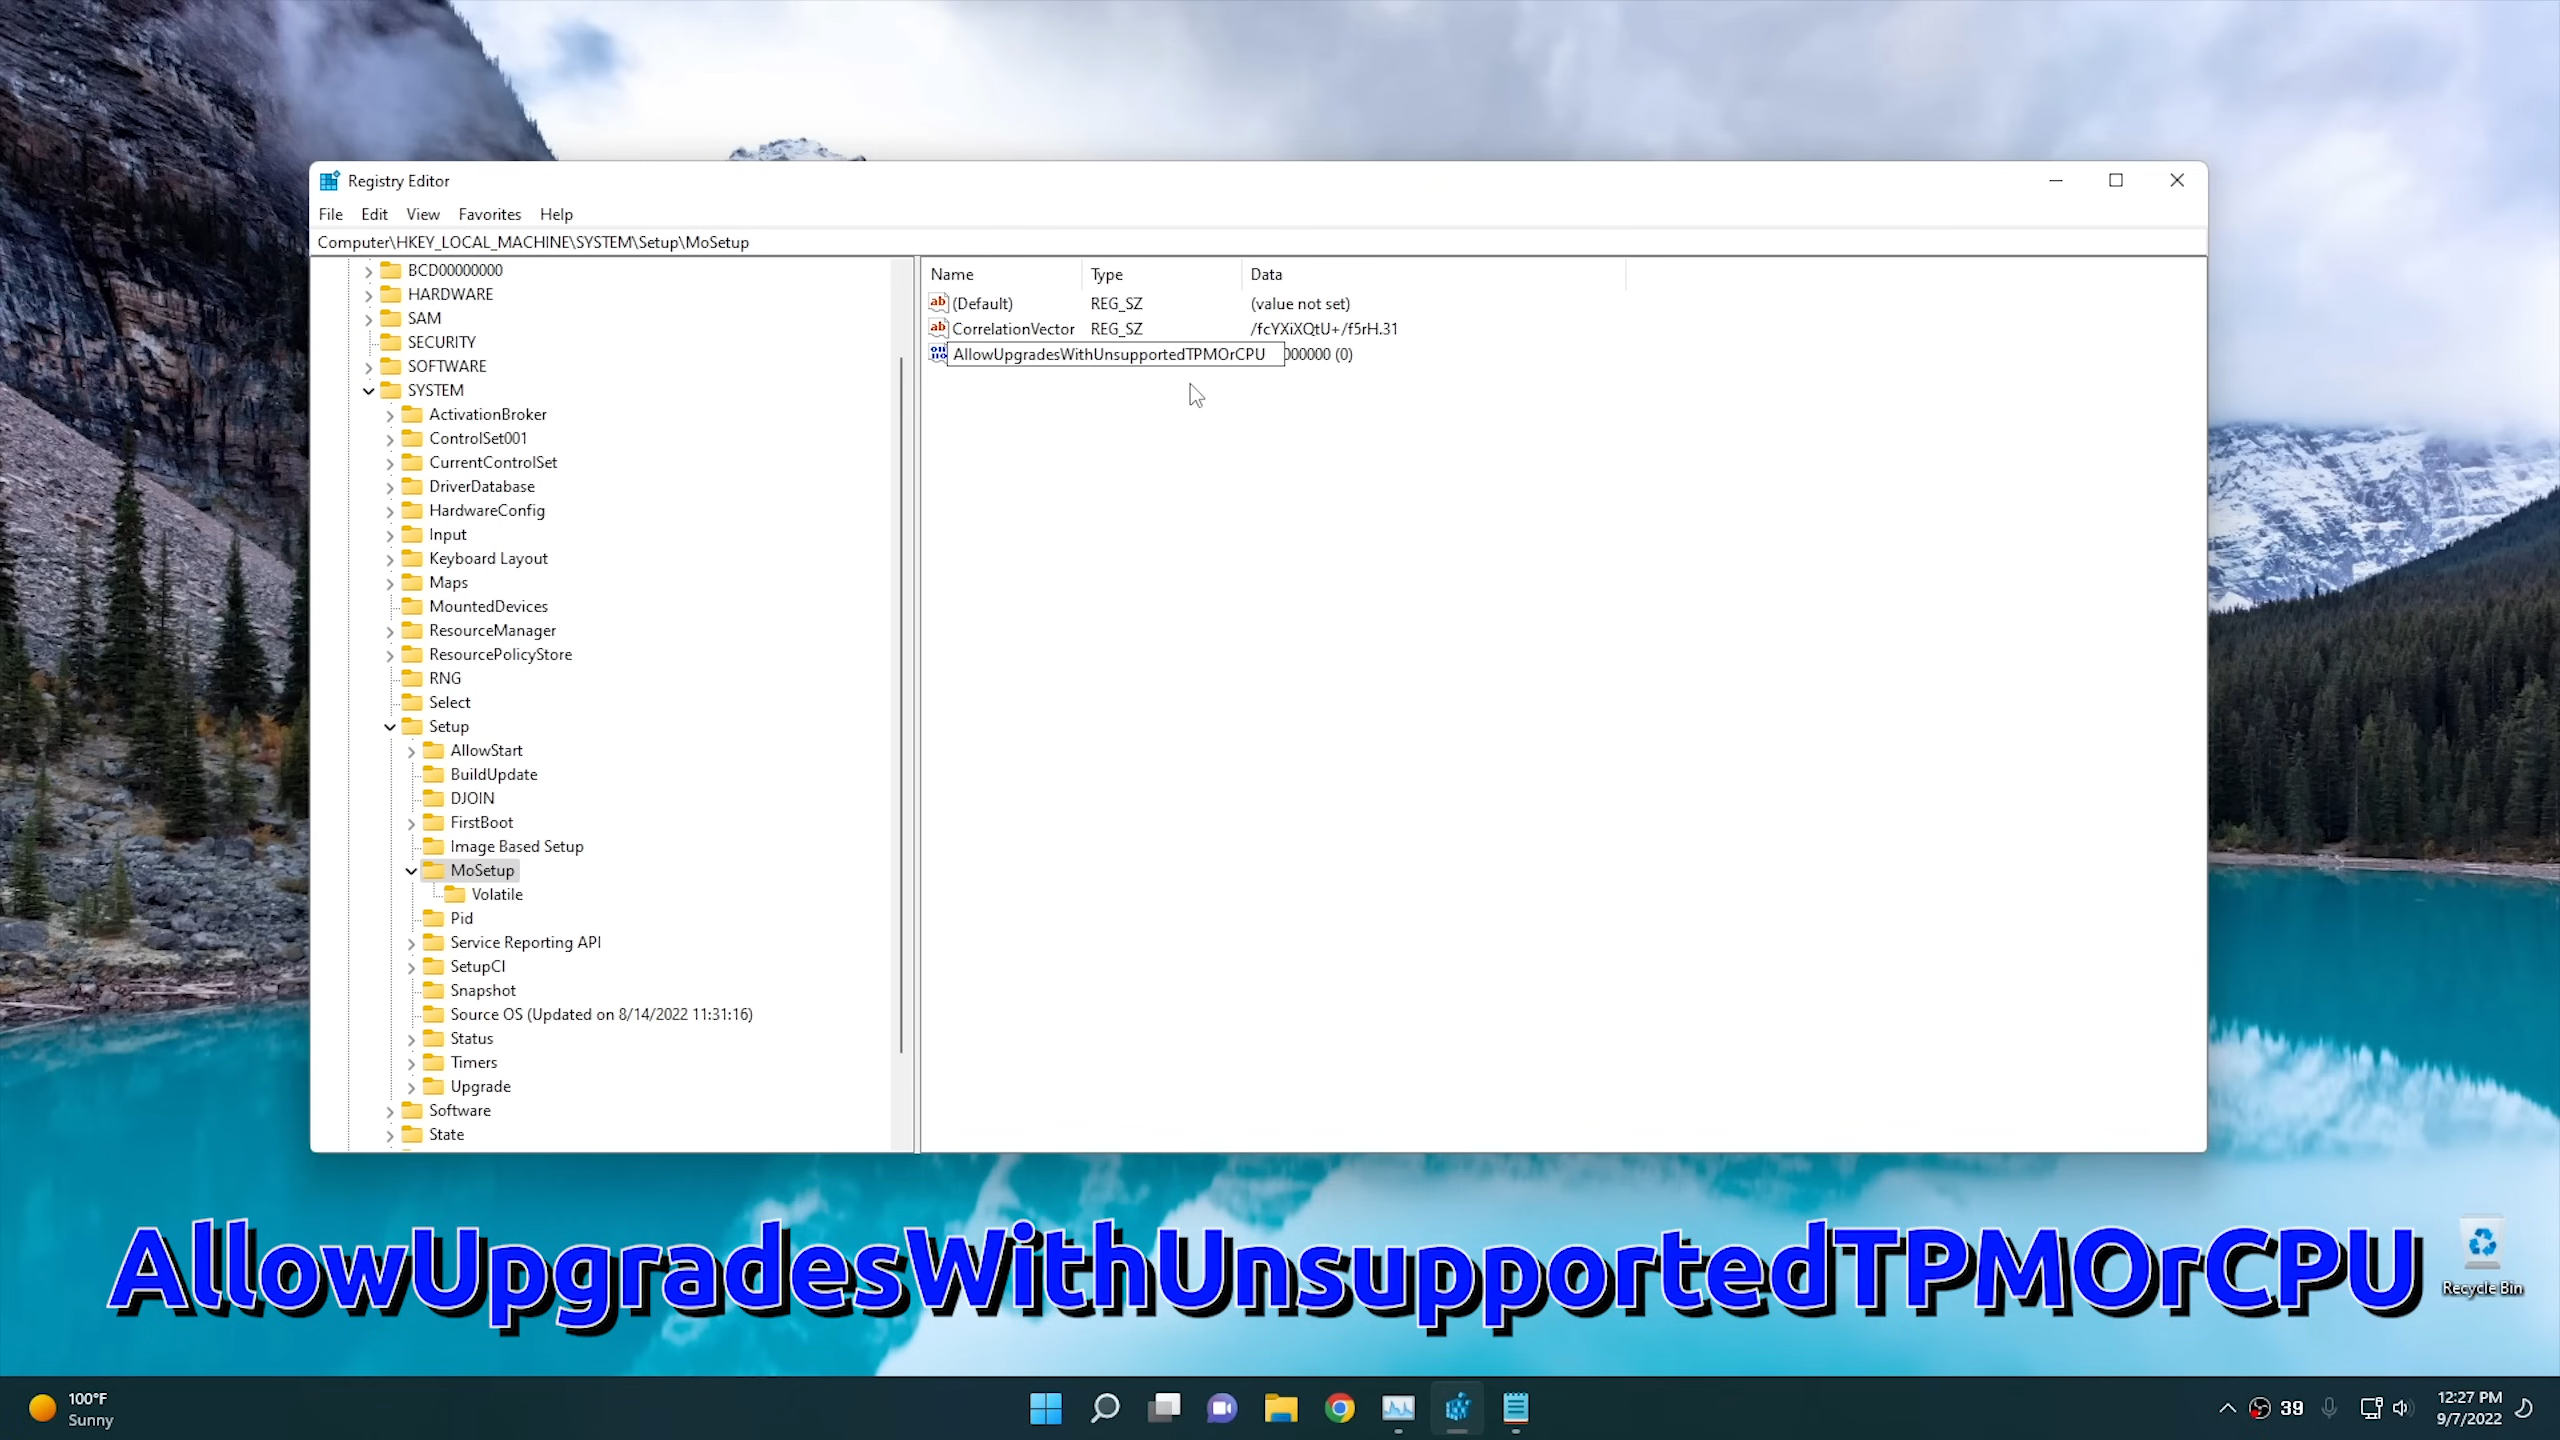 Registry Editor
File Edit View Favorites Help
Computer\HKEY_LOCAL_MACHINE\SYSTEM\Setup\MoSetup
BCD00000000
HARDWARE
SAM
SECURITY
SOFTWARE
SYSTEM
ActivationBroker
ControlSet001
CurrentControlSet
DriverDatabase
HardwareConfig
Input
Keyboard Layout
Maps
MountedDevices
ResourceManager
ResourcePolicyStore
RNG
Select
Setup
AllowStart
BuildUpdate
DJOIN
FirstBoot
Image Based Setup
MoSetup
Volatile
Pid
Service Reporting API
SetupCI
Snapshot
Source OS (Updated on 8/14/2022 11:31:16)
Status
Timers
Upgrade
Software
State
Name Type Data
(Default) REG_SZ (value not set)
CorrelationVector REG_SZ /fcYXiXQtU+/f5rH.31
AllowUpgradesWithUnsupportedTPMOrCPU 000000 (0)
AllowUpgradesWithUnsupportedTPMOrCPU
Recycle Bin
100°F
Sunny
39
12:27 PM
9/7/2022